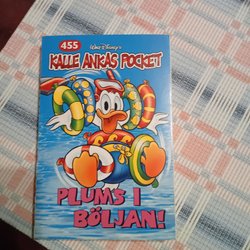 455
Walt Disney's
KALLE ANKAS POCKET
PLUMS I
BÖLJAN!